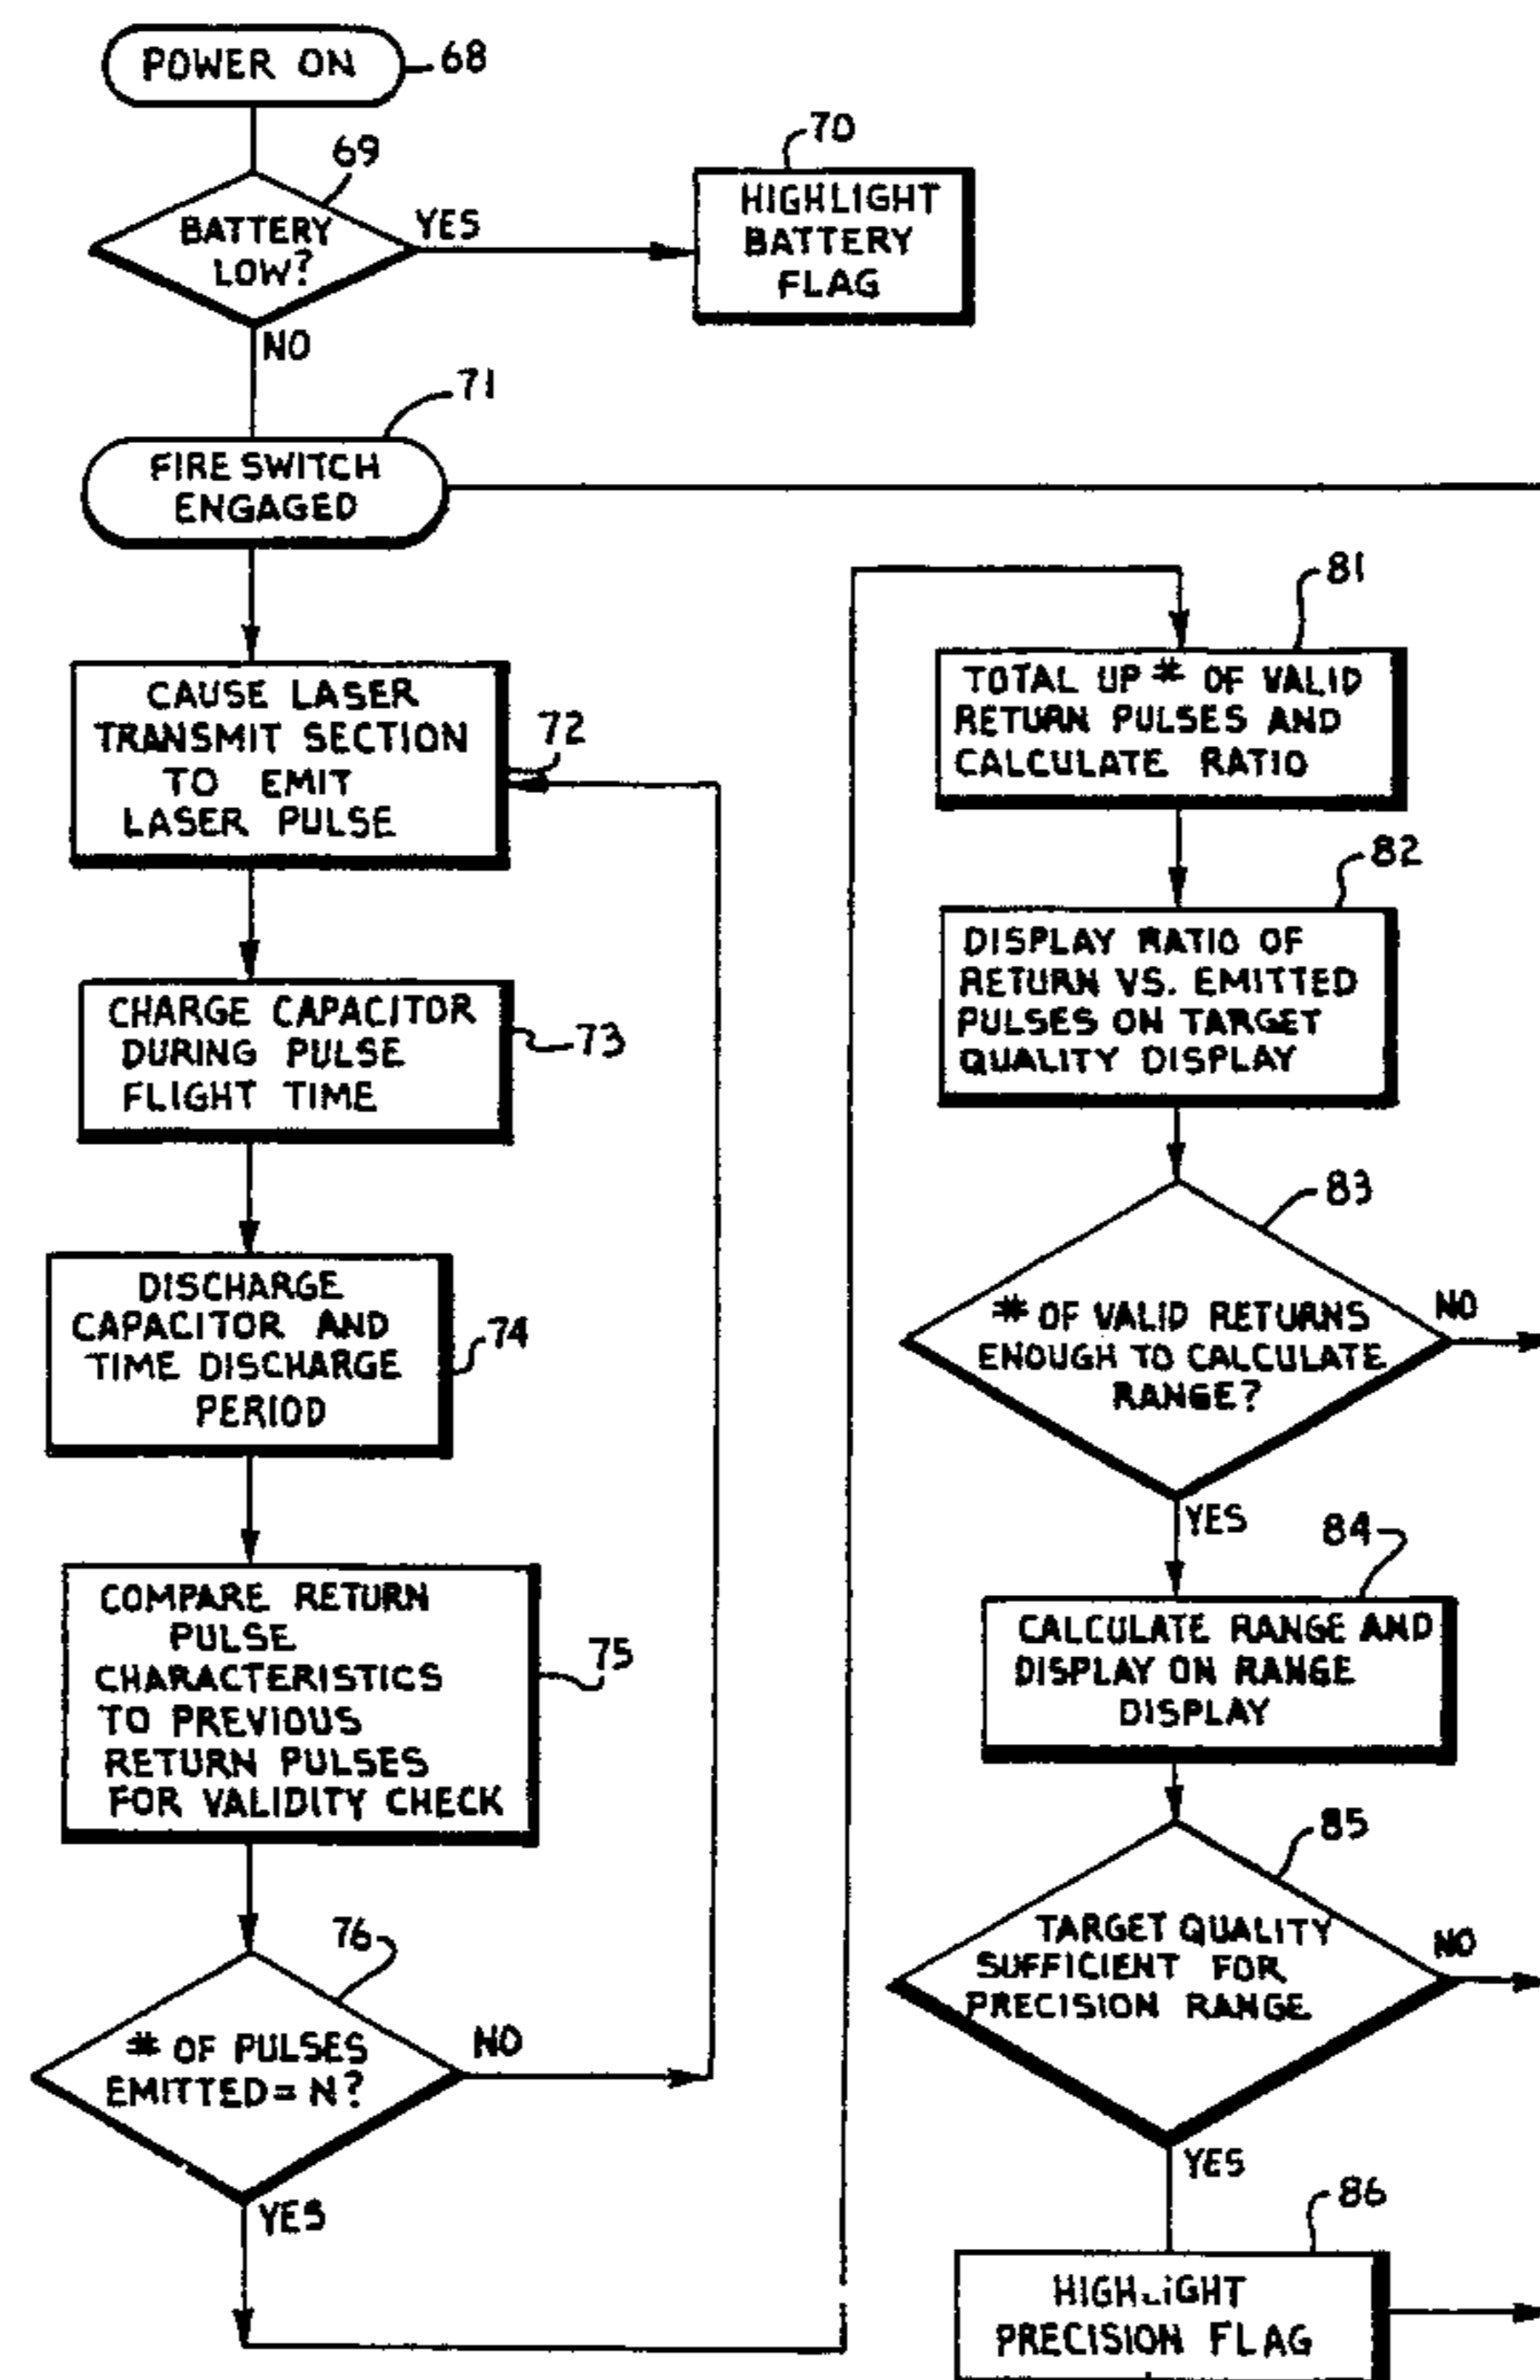 POWER ON
68
69
BATTERY
LOW?
YES
NO
70
HIGHLIGHT
BATTERY
FLAG
71
FIRE SWITCH
ENGAGED
CAUSE LASER
TRANSMIT SECTION
TO EMIT
LASER PULSE
72
CHARGE CAPACITOR
DURING PULSE
FLIGHT TIME
73
DISCHARGE
CAPACITOR AND
TIME DISCHARGE
PERIOD
74
COMPARE RETURN
PULSE
CHARACTERISTICS
TO PREVIOUS
RETURN PULSES
FOR VALIDITY CHECK
75
76
# OF PULSES
EMITTED = N?
NO
YES
81
TOTAL UP # OF VALID
RETURN PULSES AND
CALCULATE RATIO
82
DISPLAY RATIO OF
RETURN VS. EMITTED
PULSES ON TARGET
QUALITY DISPLAY
83
# OF VALID RETURNS
ENOUGH TO CALCULATE
RANGE?
NO
YES
84
CALCULATE RANGE AND
DISPLAY ON RANGE
DISPLAY
85
TARGET QUALITY
SUFFICIENT FOR
PRECISION RANGE
NO
YES
86
HIGHLIGHT
PRECISION FLAG